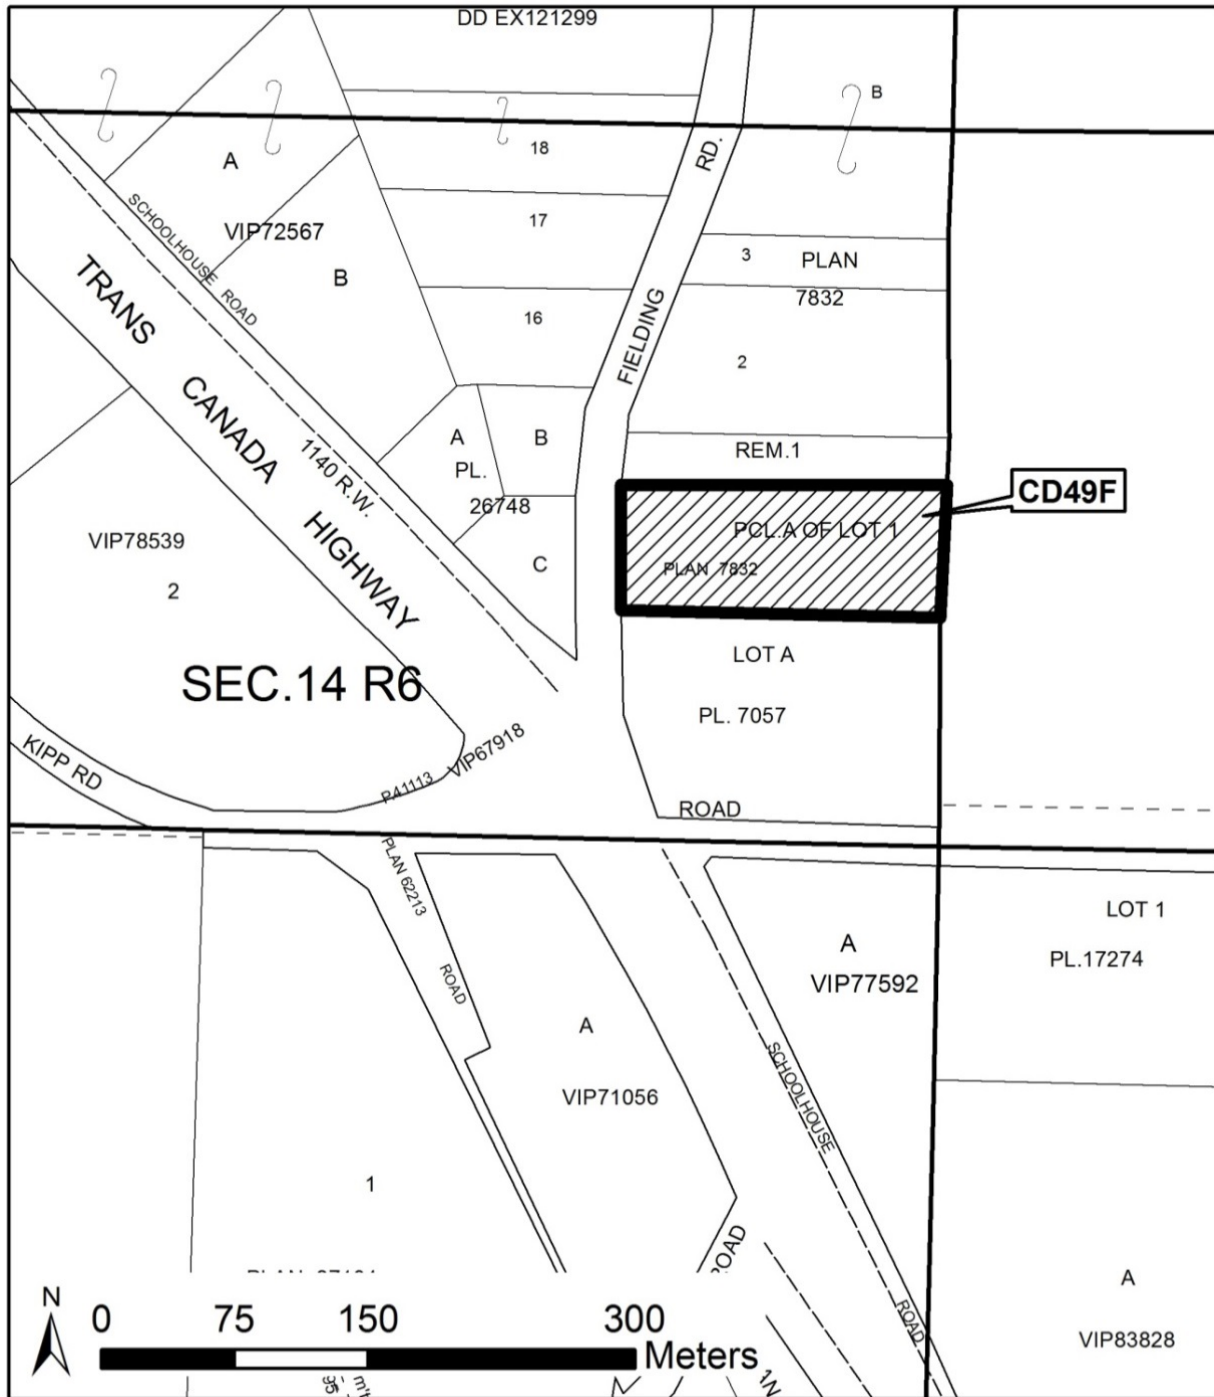 DD EX121299
B
A
18
RD.
SCHOOLHOUSE ROAD
VIP72567
17
3
PLAN
7832
TRANS
CANADA
HIGHWAY
B
16
FIELDING
2
1140 R.W.
A
B
PL.
26748
REM.1
CD49F
VIP78539
2
C
PCL.A OF LOT 1
PLAN 7832
SEC.14 R6
LOT A
PL. 7057
KIPP RD
VIP67918
ROAD
PLAN 62213
ROAD
A
VIP77592
LOT 1
PL.17274
A
VIP71056
SCHOOLHOUSE
ROAD
1
A
VIP83828
N
0 75 150 300
Meters
95